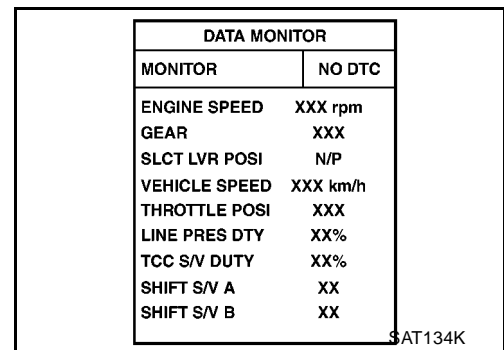 DATA MONITOR
MONITOR NO DTC
ENGINE SPEED XXX rpm
GEAR XXX
SLCT LVR POSI N/P
VEHICLE SPEED XXX km/h
THROTTLE POSI XXX
LINE PRES DTY XX%
TCC S/V DUTY XX%
SHIFT S/V A XX
SHIFT S/V B XX
SAT134K